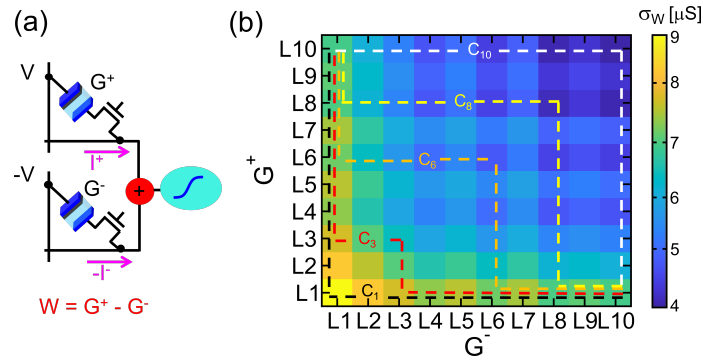 (a)
V
G⁺
I⁺
-V
G⁻
+
-I⁻
W = G⁺ - G⁻
(b)
σ_W [µS]
G⁺
L10
L9
L8
L7
L6
L5
L4
L3
L2
L1
C₁₀
C₈
C₆
C₃
C₁
L1 L2 L3 L4 L5 L6 L7 L8 L9 L10
G⁻
9
8
7
6
5
4